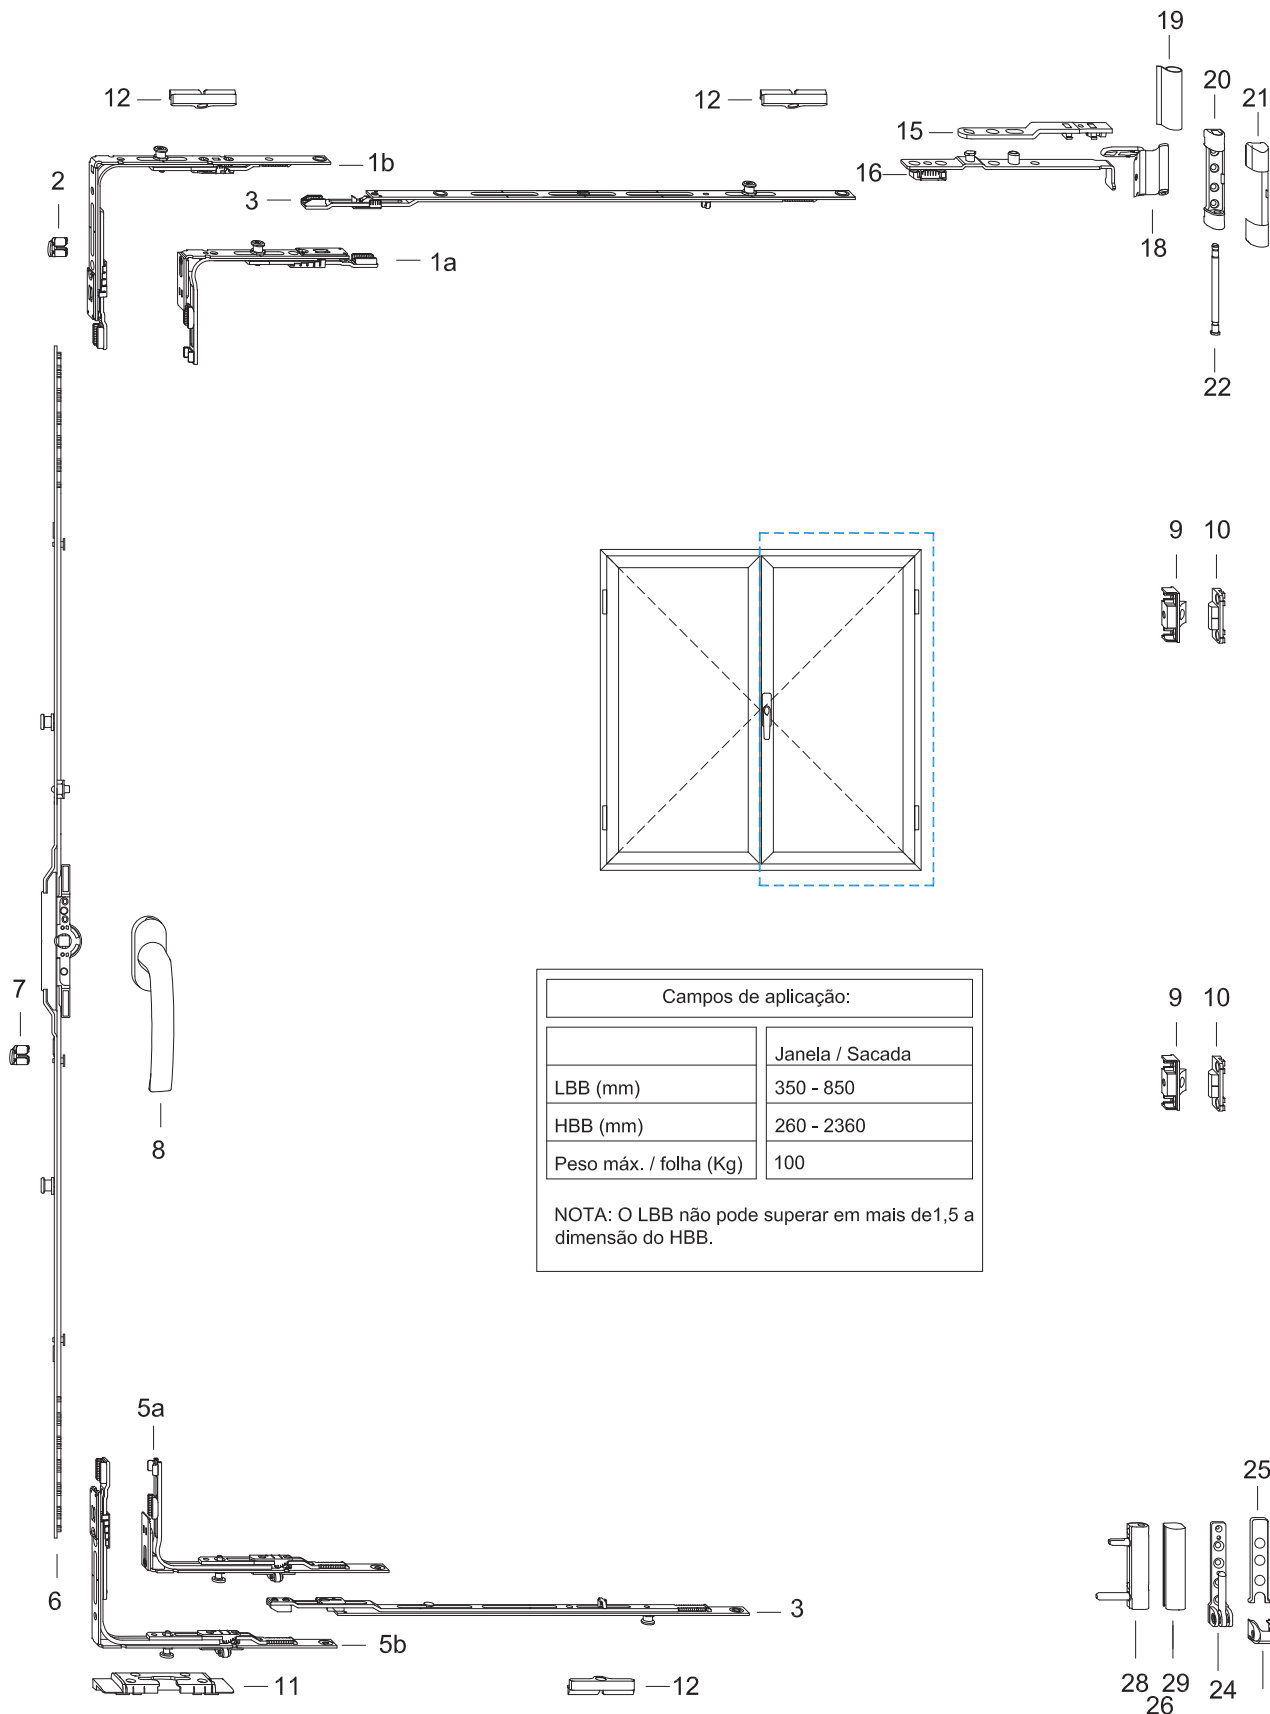 19
20
21
12
12
15
1b
2
16
3
18
1a
22
9
10
7
9
10
Campos de aplicação:
Janela / Sacada
LBB (mm)
350 - 850
HBB (mm)
260 - 2360
Peso máx. / folha (Kg)
100
NOTA: O LBB não pode superar em mais de1,5 a
dimensão do HBB.
8
5a
25
6
3
5b
11
12
28
29
24
26